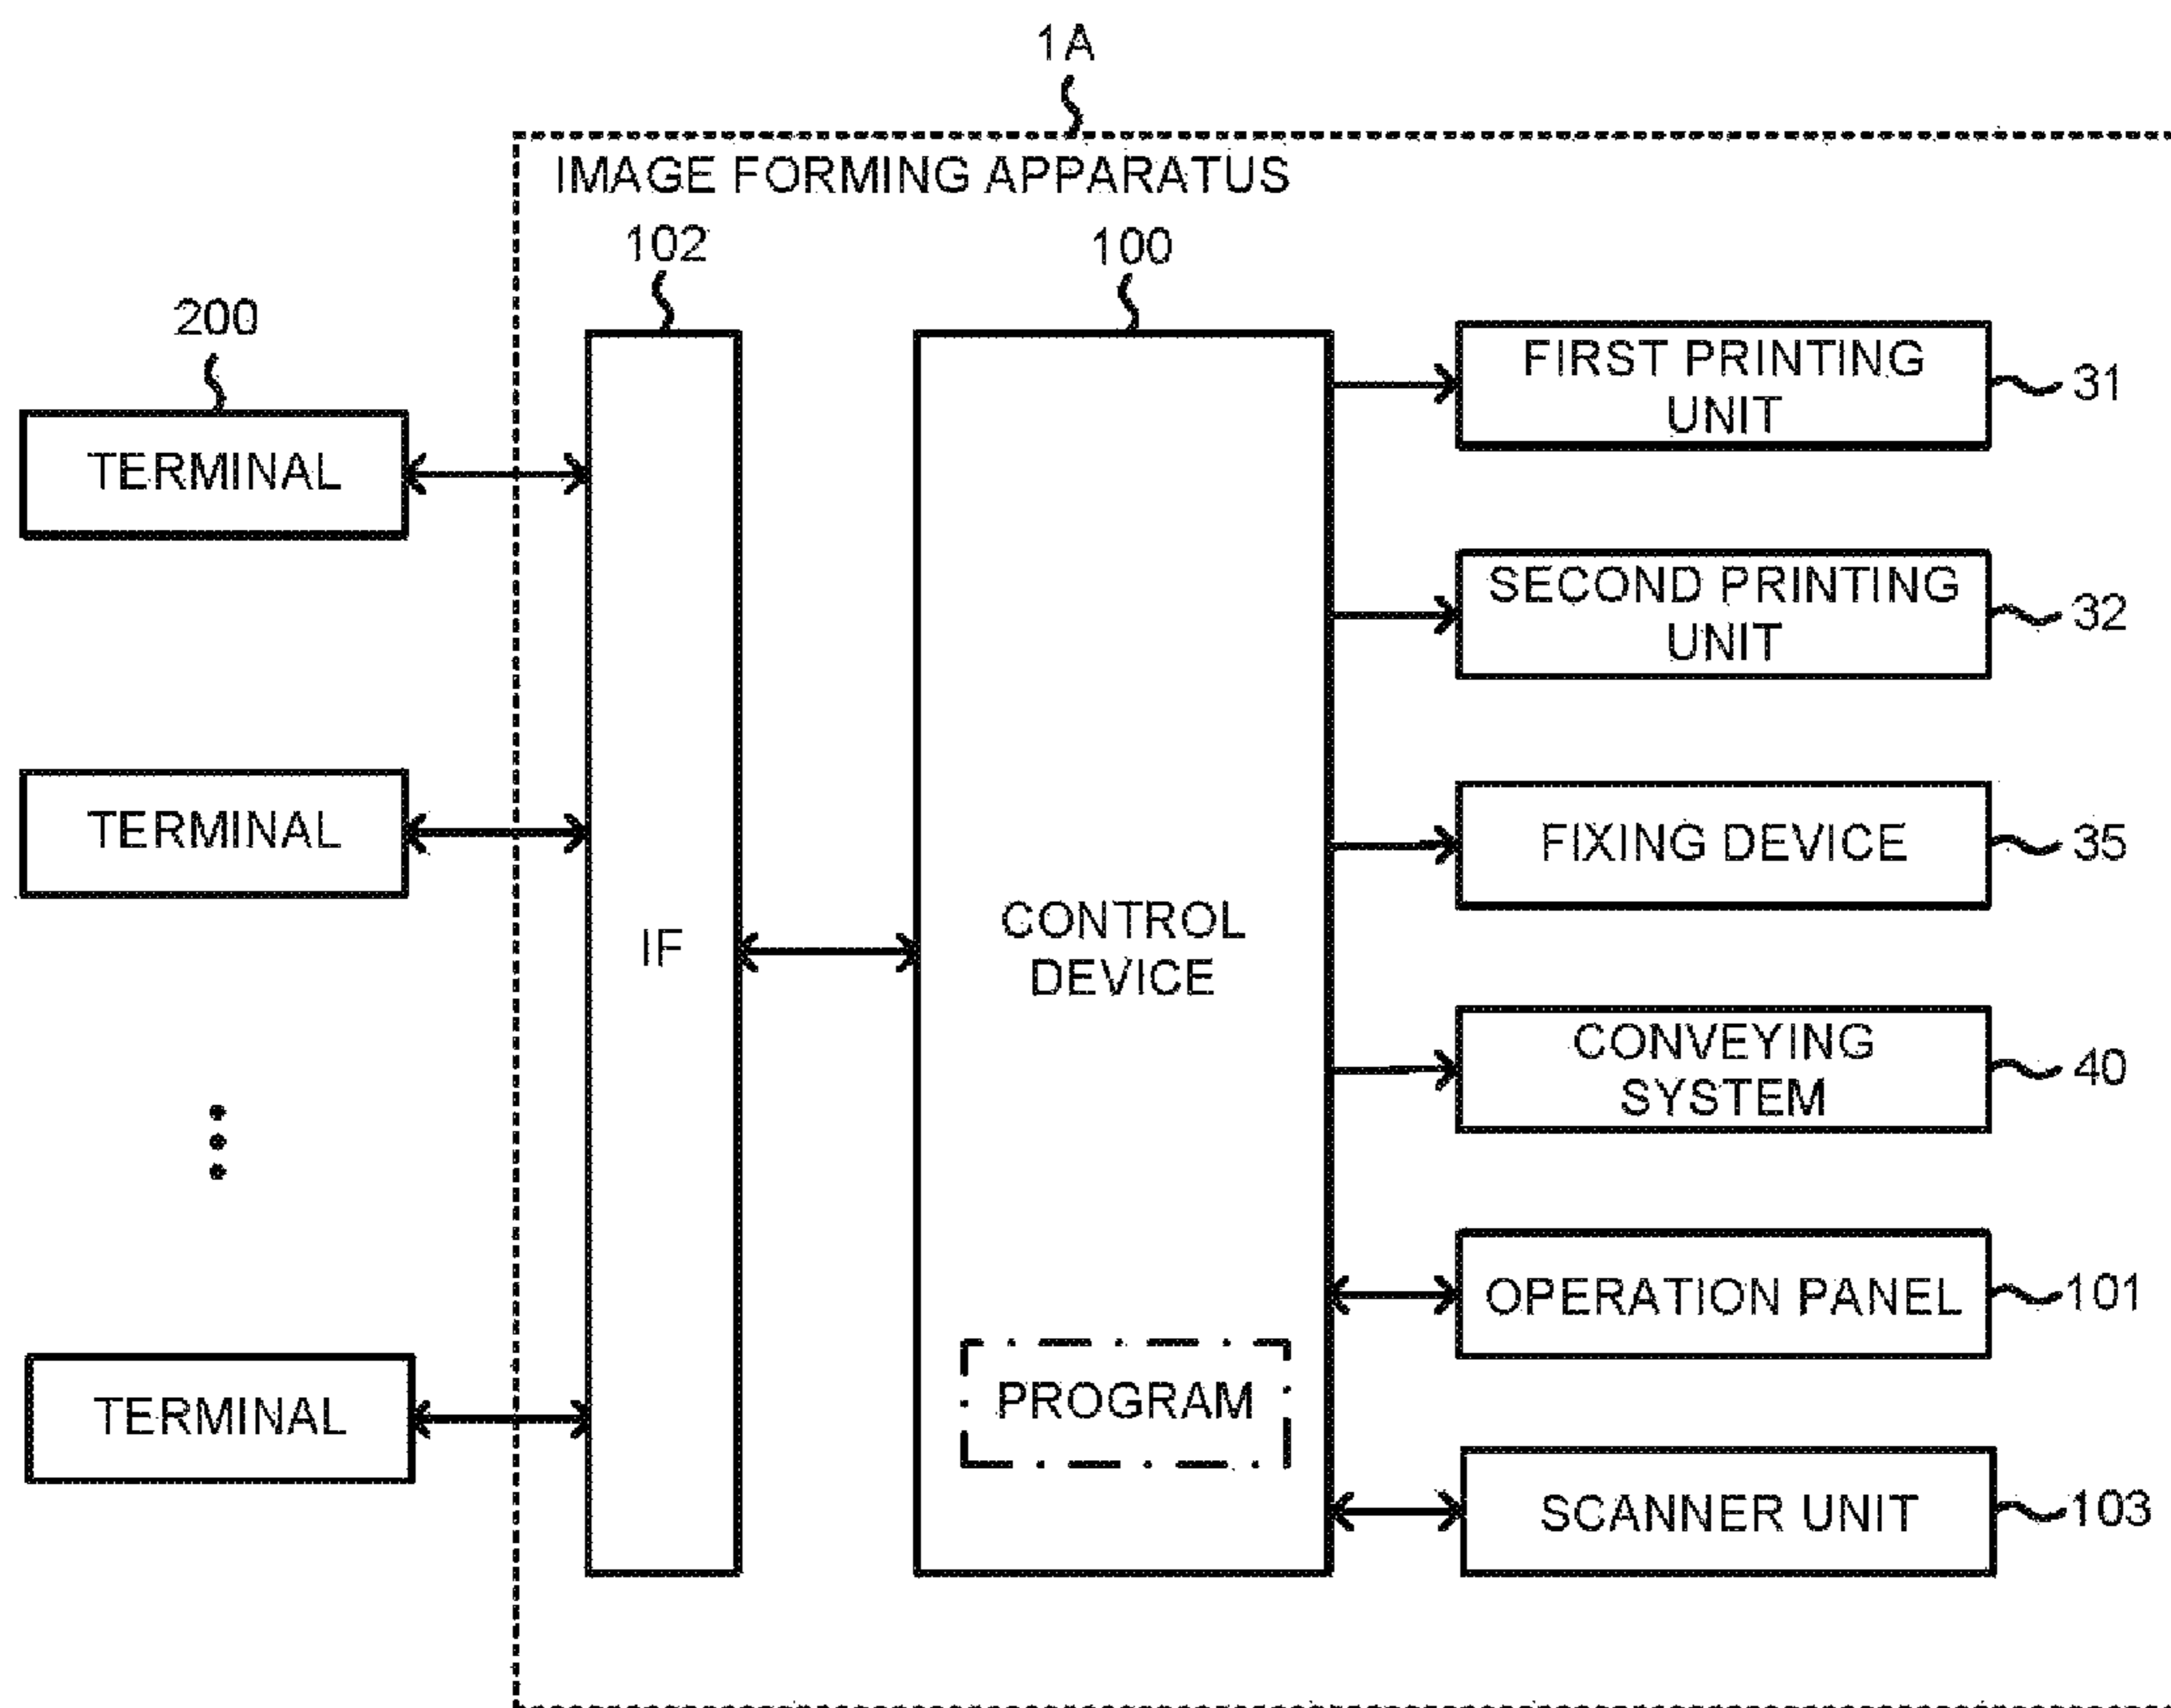 1A
IMAGE FORMING APPARATUS
102
100
200
TERMINAL
TERMINAL
TERMINAL
IF
CONTROL
DEVICE
PROGRAM
FIRST PRINTING
UNIT
31
SECOND PRINTING
UNIT
32
FIXING DEVICE
35
CONVEYING
SYSTEM
40
OPERATION PANEL
101
SCANNER UNIT
103